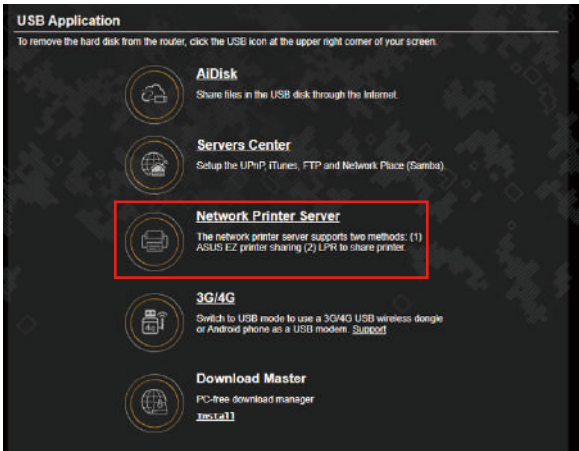 USB Application
To remove the hard disk from the router, click the USB icon at the upper right corner of your screen.
AiDisk
Share files in the USB disk through the Internet.
Servers Center
Setup the UPnP, iTunes, FTP and Network Place (Samba).
Network Printer Server
The network printer server supports two methods: (1)
ASUS EZ printer sharing (2) LPR to share printer.
3G/4G
Switch to USB mode to use a 3G/4G USB wireless dongle
or Android phone as a USB modem. Support
4G
Download Master
PC-free download manager
Install